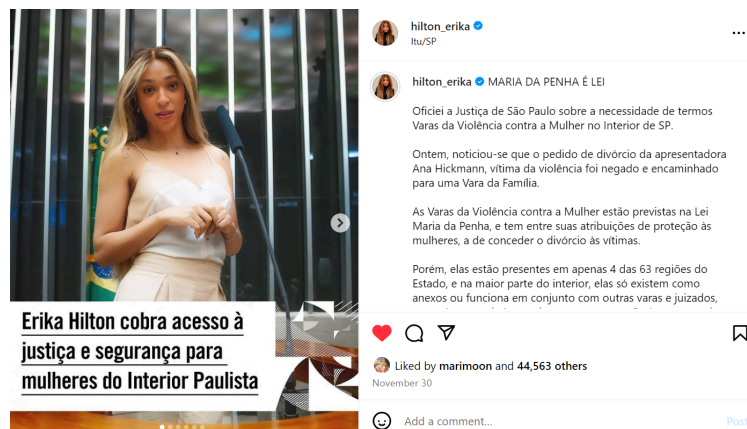 Erika Hilton cobra acesso à
justiça e segurança para
mulheres do Interior Paulista
hilton_erika
Itu/SP
hilton_erika MARIA DA PENHA É LEI
Oficiei a Justiça de São Paulo sobre a necessidade de termos
Varas da Violência contra a Mulher no Interior de SP.
Ontem, noticiou-se que o pedido de divórcio da apresentadora
Ana Hickmann, vítima da violência foi negado e encaminhado
para uma Vara da Família.
As Varas da Violência contra a Mulher estão previstas na Lei
Maria da Penha, e tem entre suas atribuições de proteção às
mulheres, a de conceder o divórcio às vítimas.
Porém, elas estão presentes em apenas 4 das 63 regiões do
Estado, e na maior parte do interior, elas só existem como
anexos ou funciona em conjunto com outras varas e juizados,
Liked by marimoon and 44,563 others
November 30
Add a comment...
Post